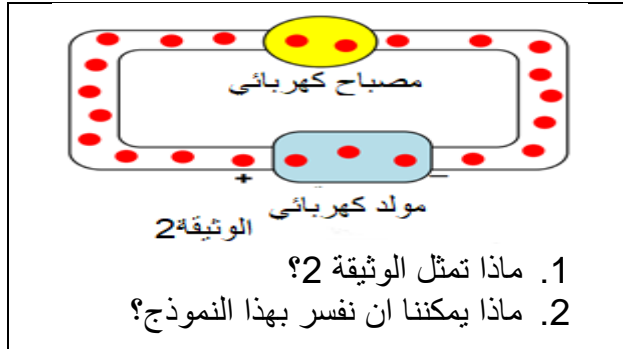 مصباح كهربائي
+ −
مولد كهربائي
الوثيقة2
1. ماذا تمثل الوثيقة 2؟
2. ماذا يمكننا ان نفسر بهذا النموذج؟